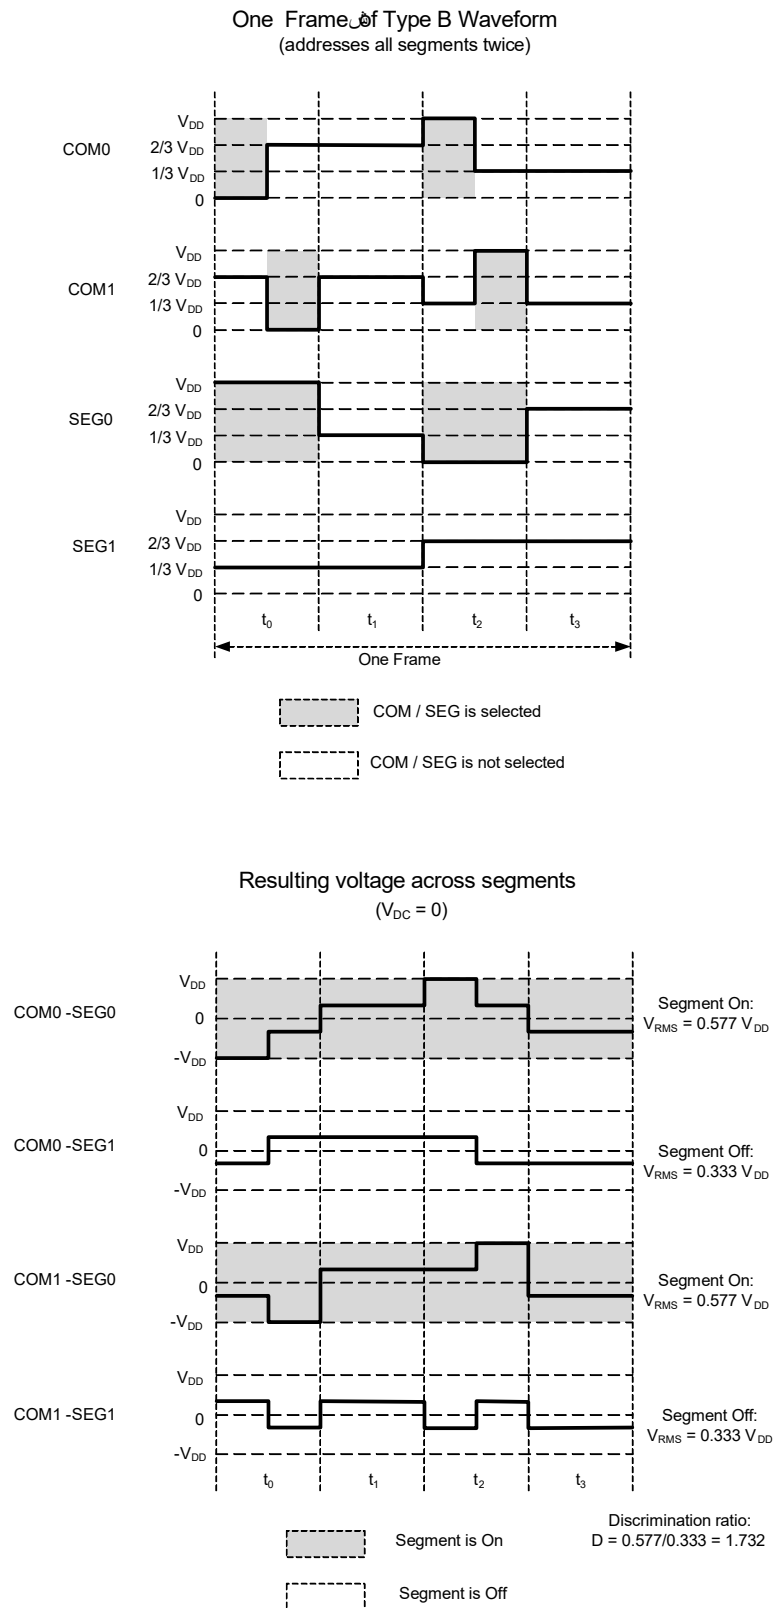 One Frame of Type B Waveform
(addresses all segments twice)
VDD
COM0
2/3 VDD
1/3 VDD
0
VDD
COM1
2/3 VDD
1/3 VDD
0
VDD
SEG0
2/3 VDD
1/3 VDD
0
VDD
SEG1
2/3 VDD
1/3 VDD
0
t0 t1 t2 t3
One Frame
COM / SEG is selected
COM / SEG is not selected
Resulting voltage across segments
(VDC = 0)
VDD
COM0 -SEG0
0
-VDD
Segment On:
VRMS = 0.577 VDD
VDD
COM0 -SEG1
0
-VDD
Segment Off:
VRMS = 0.333 VDD
VDD
COM1 -SEG0
0
-VDD
Segment On:
VRMS = 0.577 VDD
VDD
COM1 -SEG1
0
-VDD
Segment Off:
VRMS = 0.333 VDD
t0 t1 t2 t3
Segment is On
Discrimination ratio:
D = 0.577/0.333 = 1.732
Segment is Off